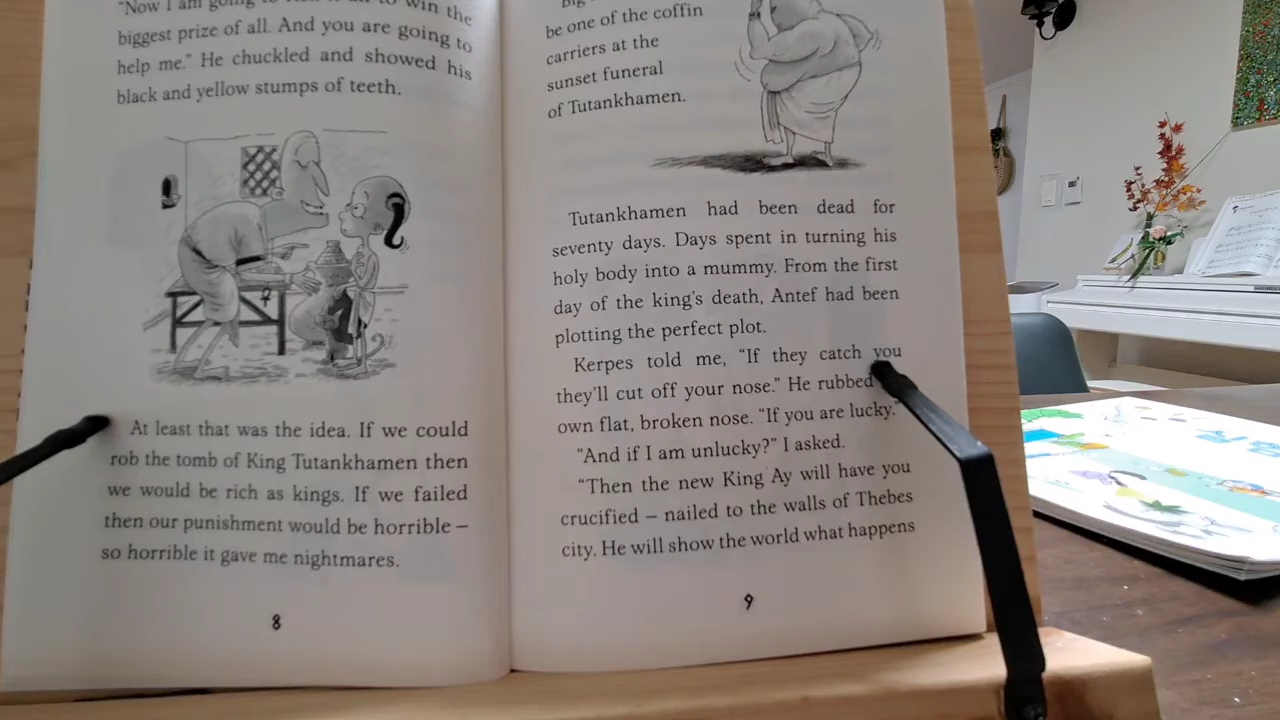 "Now I am going to to win the
biggest prize of all. And you are going to
help me." He chuckled and showed his
black and yellow stumps of teeth.
At least that was the idea. If we could
rob the tomb of King Tutankhamen then
we would be rich as kings. If we failed
then our punishment would be horrible –
so horrible it gave me nightmares.
8
Big
be one of the coffin
carriers at the
sunset funeral
of Tutankhamen.
Tutankhamen had been dead for
seventy days. Days spent in turning his
holy body into a mummy. From the first
day of the king's death, Antef had been
plotting the perfect plot.
Kerpes told me, "If they catch you
they'll cut off your nose." He rubbed
own flat, broken nose. "If you are lucky."
"And if I am unlucky?" I asked.
"Then the new King Ay will have you
crucified – nailed to the walls of Thebes
city. He will show the world what happens
9